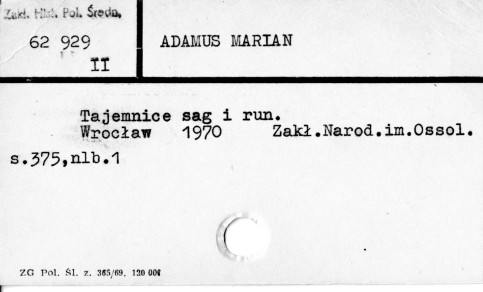 Zakł. Hist. Pol. Średn.
62 929
II
ADAMUS MARIAN
Tajemnice sag i run.
Wrocław 1970 Zakł.Narod.im.Ossol.
s.375,nlb.1
ZG Pol. Śl. z. 365/69. 120 000